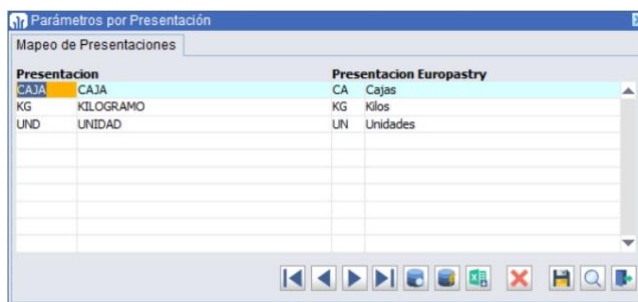 Parámetros por Presentación
Mapeo de Presentaciones
Presentacion Presentacion Europastry
CAJA CAJA CA Cajas
KG KILOGRAMO KG Kilos
UND UNIDAD UN Unidades